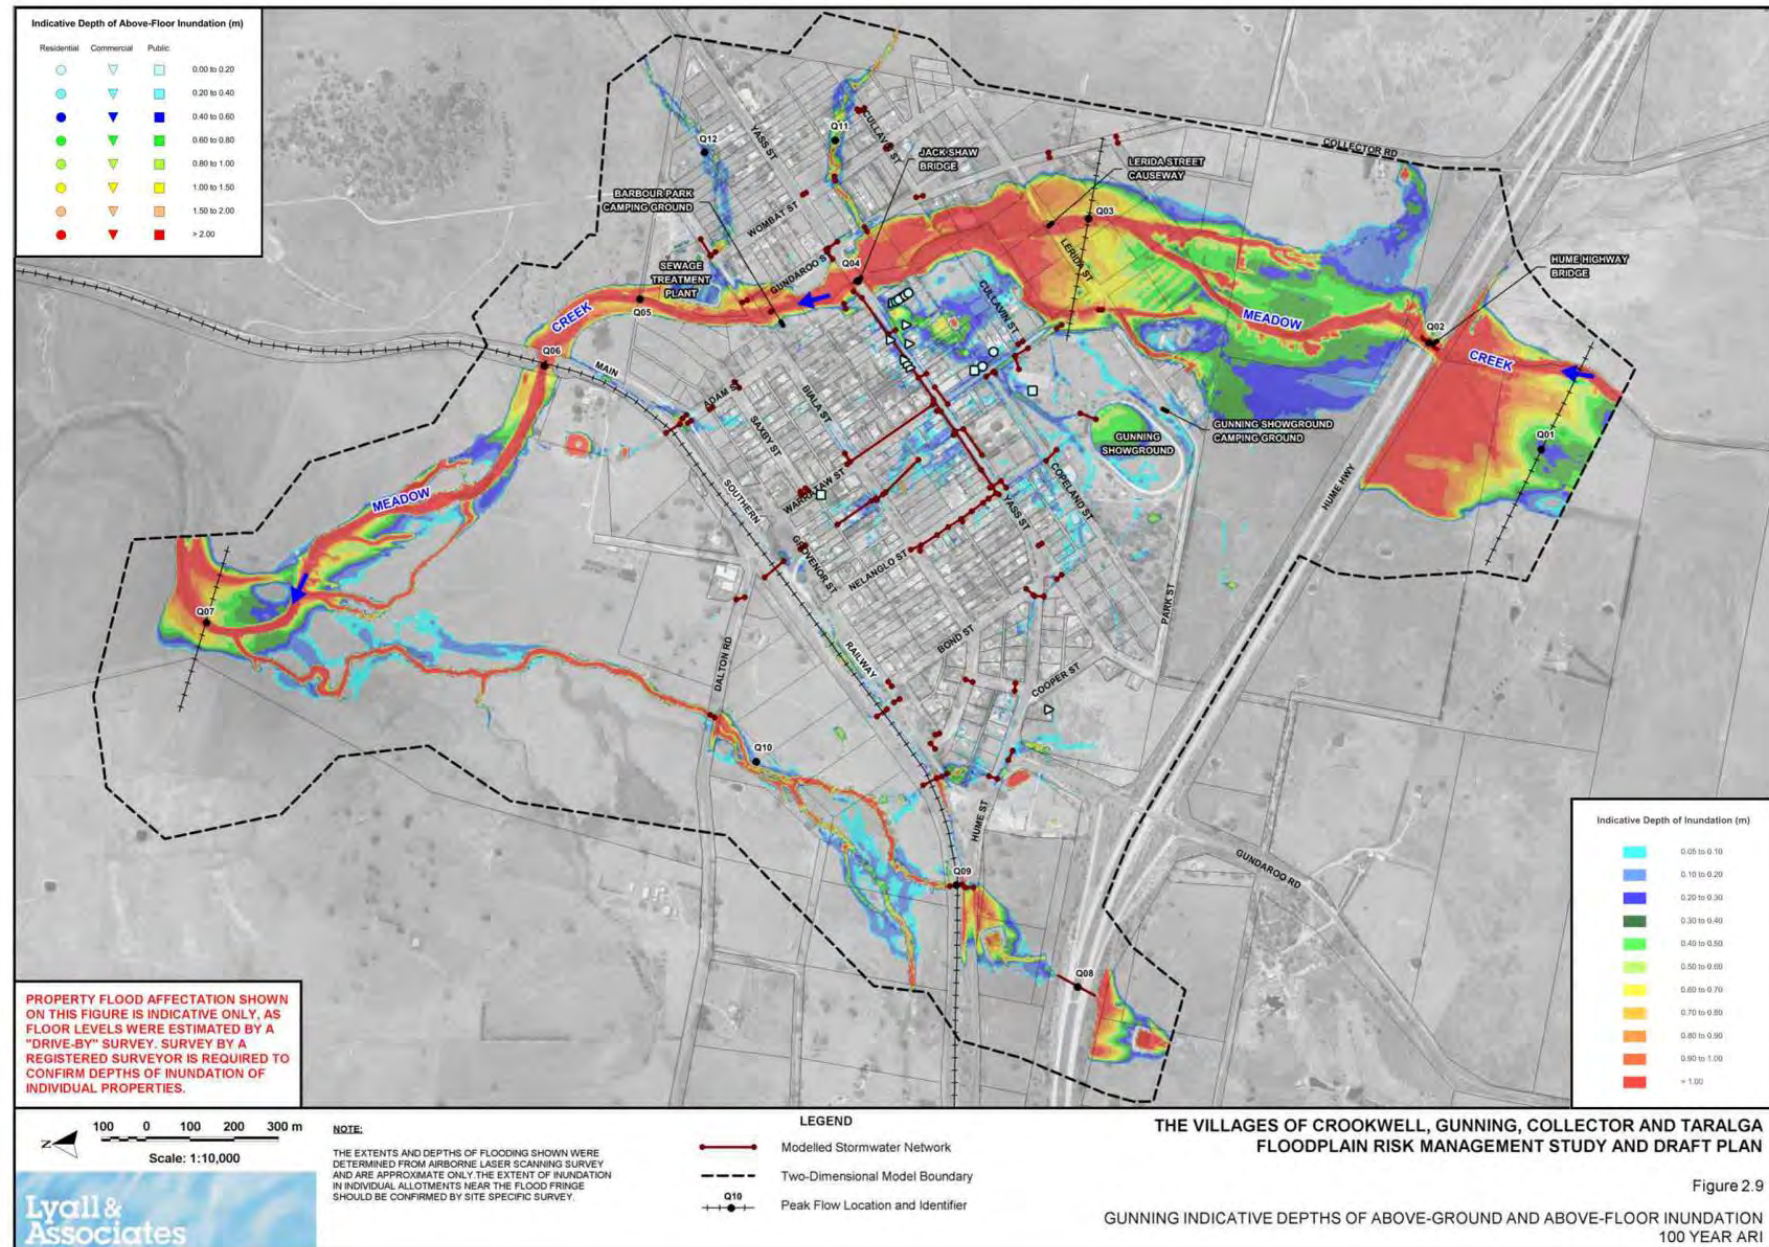 Indicative Depth of Above-Floor Inundation (m)
Residential Commercial Public
0.00 to 0.20
0.20 to 0.40
0.40 to 0.60
0.60 to 0.80
0.80 to 1.00
1.00 to 1.50
1.50 to 2.00
> 2.00
COLLECTOR RD
YASS ST
CULLAVIN ST
Q12
Q11
JACK SHAW
BRIDGE
LERIDA STREET
CAUSEWAY
BARBOUR PARK
CAMPING GROUND
WOMBAT ST
Q03
LERIDA ST
SEWAGE
TREATMENT
PLANT
GUNDAROO S
Q04
HUME HIGHWAY
BRIDGE
CREEK
Q05
CULLAVIN ST
MEADOW
Q02
CREEK
Q06
MAIN
ADAM S
BIALA ST
SAXBY ST
GUNNING SHOWGROUND
CAMPING GROUND
GUNNING
SHOWGROUND
Q01
MEADOW
WARRATAW ST
SOUTHERN
YASS ST
COPELAND ST
HUME HWY
GROVENOR ST
NELANGLO ST
Q07
PARK ST
BOND ST
RAILWAY
DALTON RD
COOPER ST
Q10
HUME ST
GUNDAROO RD
Q09
Q08
Indicative Depth of Inundation (m)
0.05 to 0.10
0.10 to 0.20
0.20 to 0.30
0.30 to 0.40
0.40 to 0.50
0.50 to 0.60
0.60 to 0.70
0.70 to 0.80
0.80 to 0.90
0.90 to 1.00
> 1.00
PROPERTY FLOOD AFFECTATION SHOWN
ON THIS FIGURE IS INDICATIVE ONLY, AS
FLOOR LEVELS WERE ESTIMATED BY A
"DRIVE-BY" SURVEY. SURVEY BY A
REGISTERED SURVEYOR IS REQUIRED TO
CONFIRM DEPTHS OF INUNDATION OF
INDIVIDUAL PROPERTIES.
N
100 0 100 200 300 m
Scale: 1:10,000
Lyall &
Associates
NOTE:
THE EXTENTS AND DEPTHS OF FLOODING SHOWN WERE
DETERMINED FROM AIRBORNE LASER SCANNING SURVEY
AND ARE APPROXIMATE ONLY.THE EXTENT OF INUNDATION
IN INDIVIDUAL ALLOTMENTS NEAR THE FLOOD FRINGE
SHOULD BE CONFIRMED BY SITE SPECIFIC SURVEY.
LEGEND
Modelled Stormwater Network
Two-Dimensional Model Boundary
Q10
Peak Flow Location and Identifier
THE VILLAGES OF CROOKWELL, GUNNING, COLLECTOR AND TARALGA
FLOODPLAIN RISK MANAGEMENT STUDY AND DRAFT PLAN
Figure 2.9
GUNNING INDICATIVE DEPTHS OF ABOVE-GROUND AND ABOVE-FLOOR INUNDATION
100 YEAR ARI